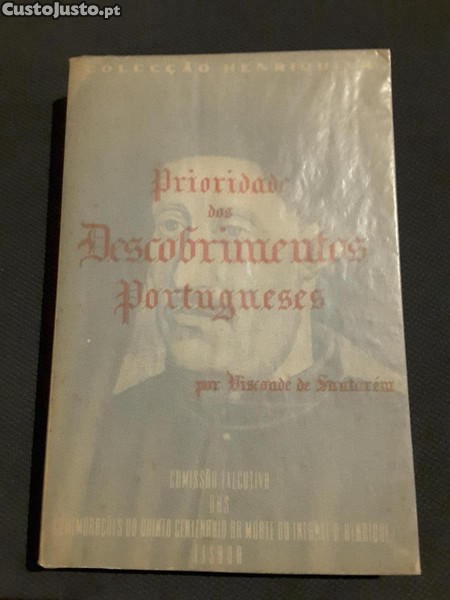 CustoJusto.pt
COLECÇÃO HENRIQUINA
Prioridade
dos
Descobrimentos
Portugueses
por Visconde de Santarém
COMISSÃO EXECUTIVA
DAS
COMEMORAÇÕES DO QUINTO CENTENÁRIO DA MORTE DO INFANTE D. HENRIQUE
LISBOA